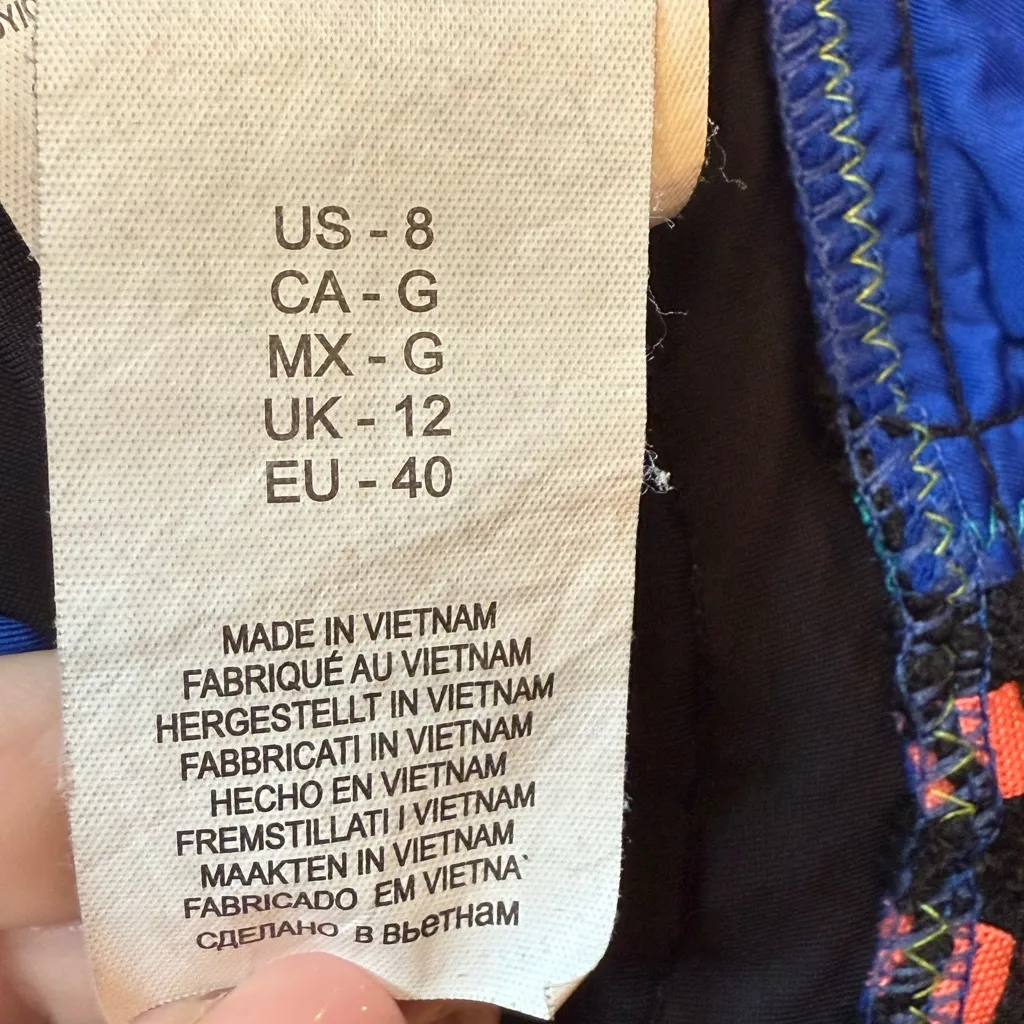 US - 8
CA - G
MX - G
UK - 12
EU - 40
MADE IN VIETNAM
FABRIQUÉ AU VIETNAM
HERGESTELLT IN VIETNAM
FABBRICATI IN VIETNAM
HECHO EN VIETNAM
FREMSTILLATI I VIETNAM
MAAKTEN IN VIETNAM
FABRICADO EM VIETNA
СДЕЛАНО В ВЬЕТНАМ